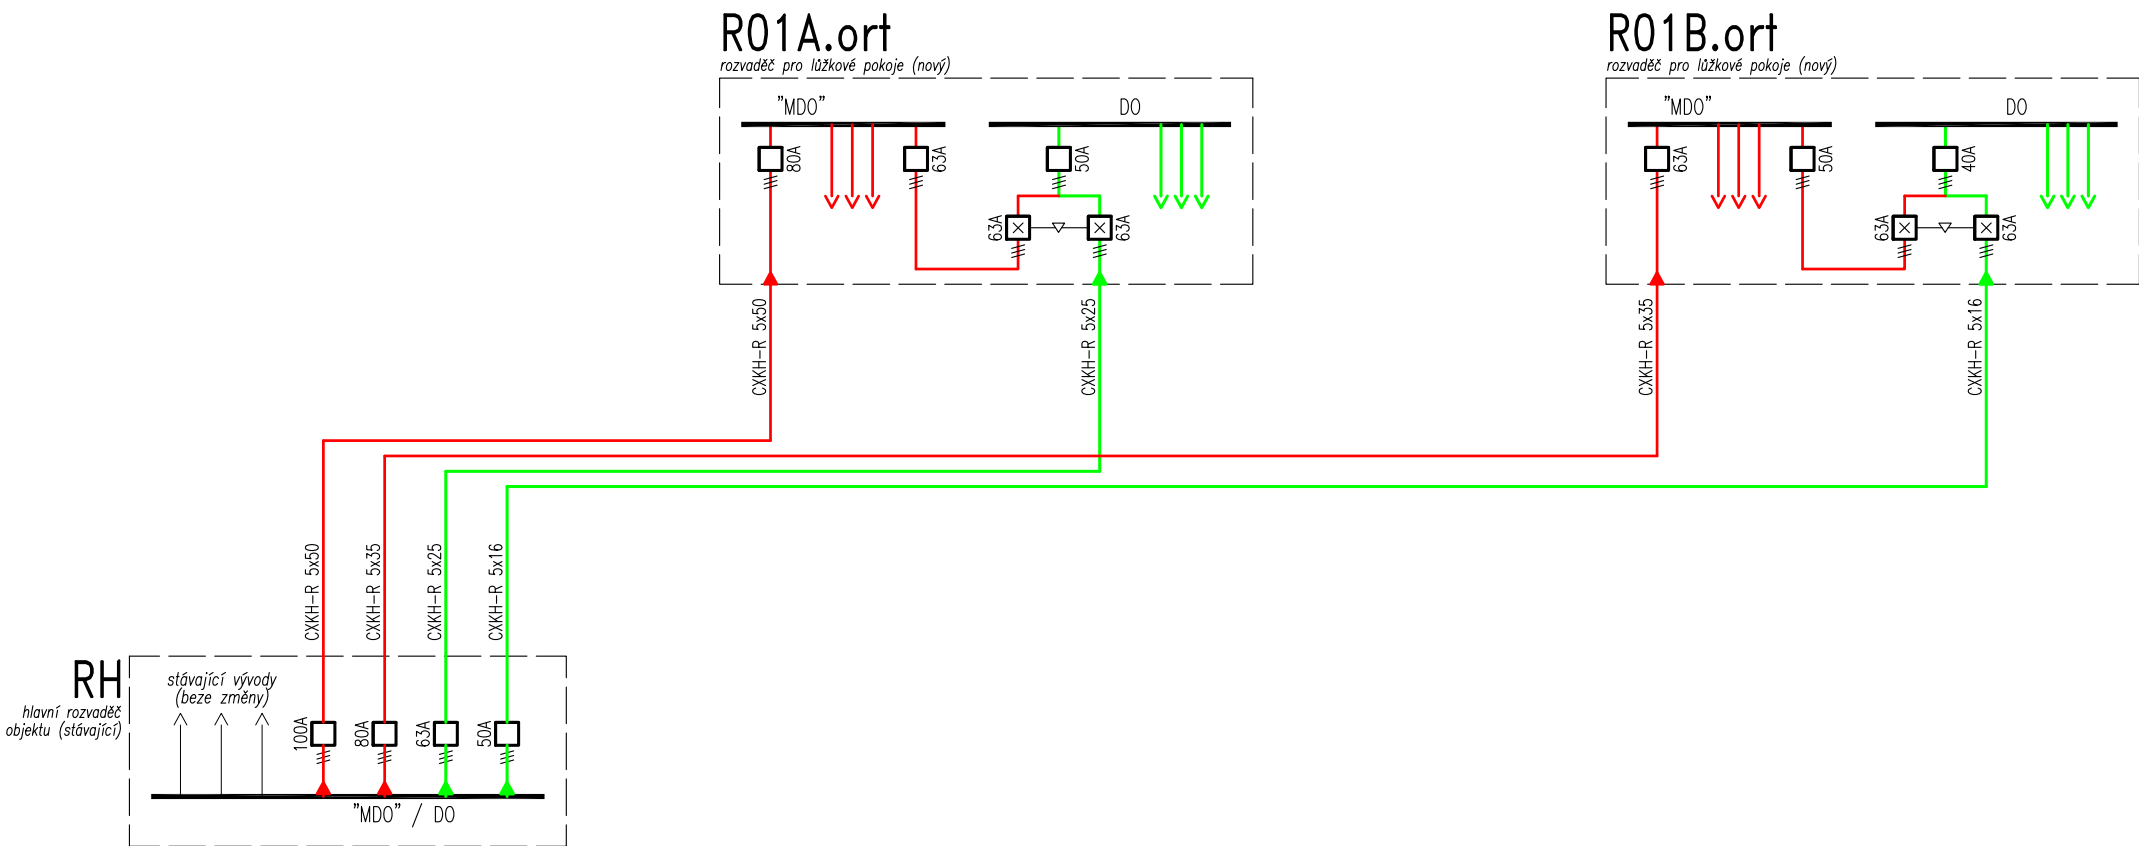 R01A.ort
rozvaděč pro lůžkové pokoje (nový)
"MDO"
DO
80A
63A
50A
63A
63A
CXKH-R 5x50
CXKH-R 5x25
R01B.ort
rozvaděč pro lůžkové pokoje (nový)
"MDO"
DO
63A
50A
40A
63A
63A
CXKH-R 5x35
CXKH-R 5x16
CXKH-R 5x50
CXKH-R 5x35
CXKH-R 5x25
CXKH-R 5x16
RH
hlavní rozvaděč
objektu (stávající)
stávající vývody
(beze změny)
100A
80A
63A
50A
"MDO" / DO